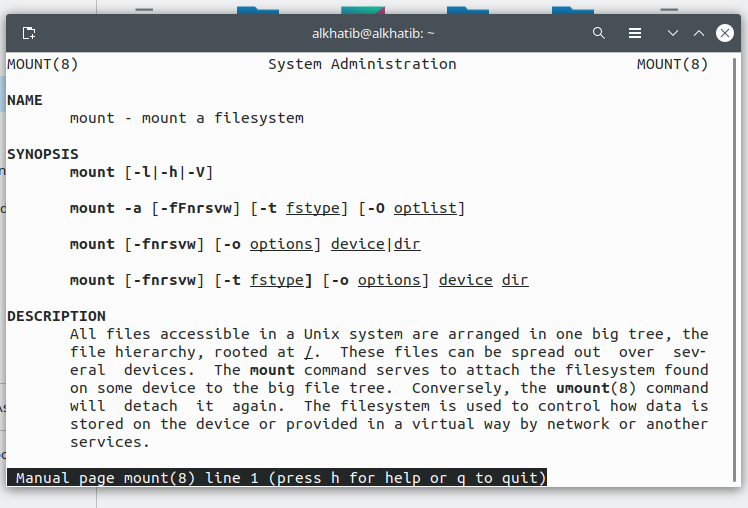 alkhatib@alkhatib: ~
MOUNT(8) System Administration MOUNT(8)
NAME
mount - mount a filesystem
SYNOPSIS
mount [-l|-h|-V]
mount -a [-fFnrsvw] [-t fstype] [-O optlist]
mount [-fnrsvw] [-o options] device|dir
mount [-fnrsvw] [-t fstype] [-o options] device dir
DESCRIPTION
All files accessible in a Unix system are arranged in one big tree, the
file hierarchy, rooted at /. These files can be spread out over sev-
eral devices. The mount command serves to attach the filesystem found
on some device to the big file tree. Conversely, the umount(8) command
will detach it again. The filesystem is used to control how data is
stored on the device or provided in a virtual way by network or another
services.
Manual page mount(8) line 1 (press h for help or q to quit)